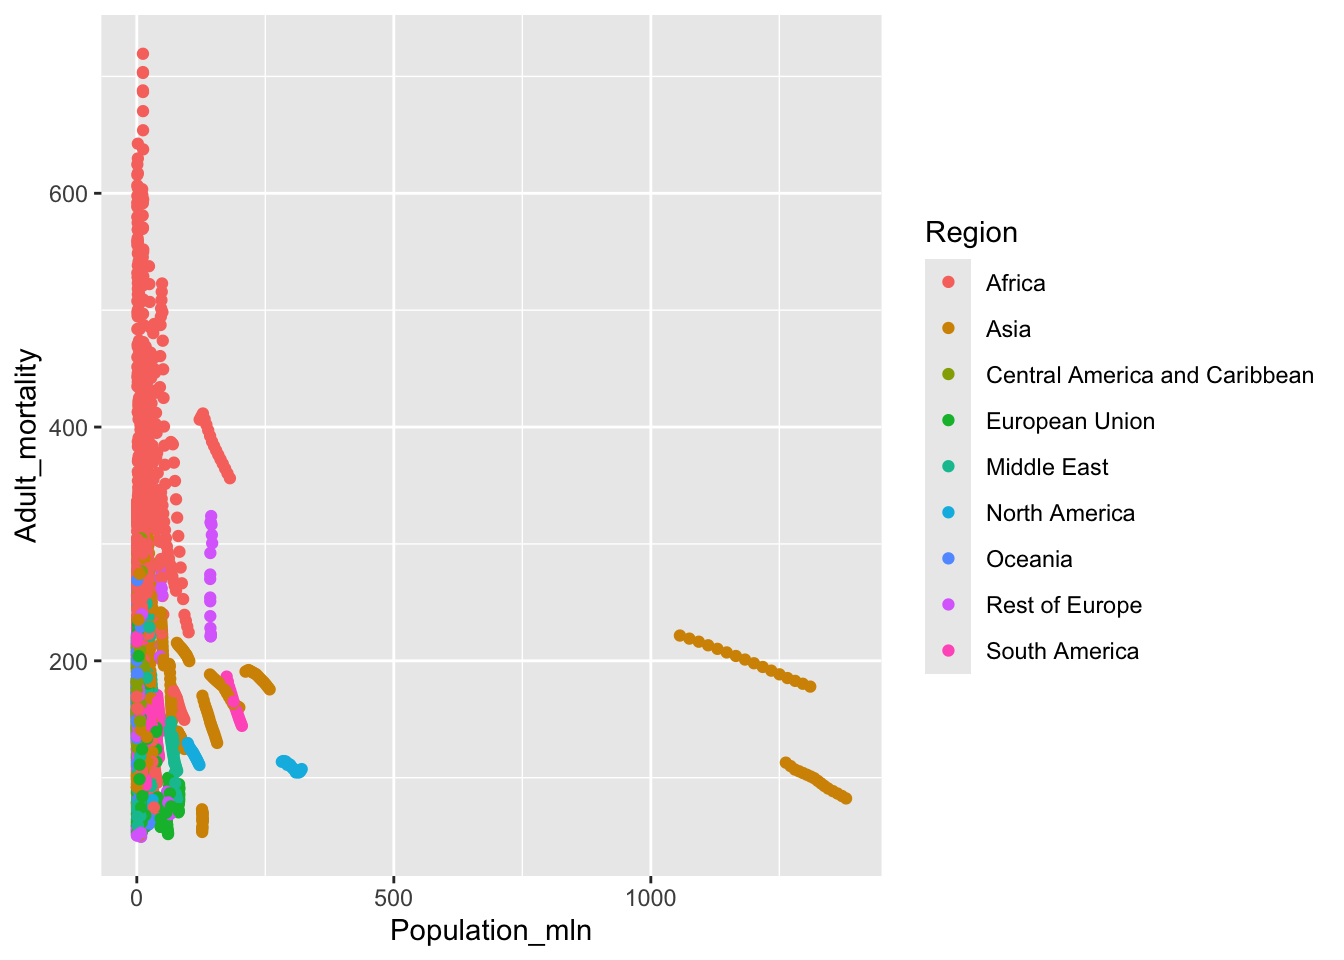 600
400
200
0
500
1000
Adult_mortality
Population_mln
Region
Africa
Asia
Central America and Caribbean
European Union
Middle East
North America
Oceania
Rest of Europe
South America